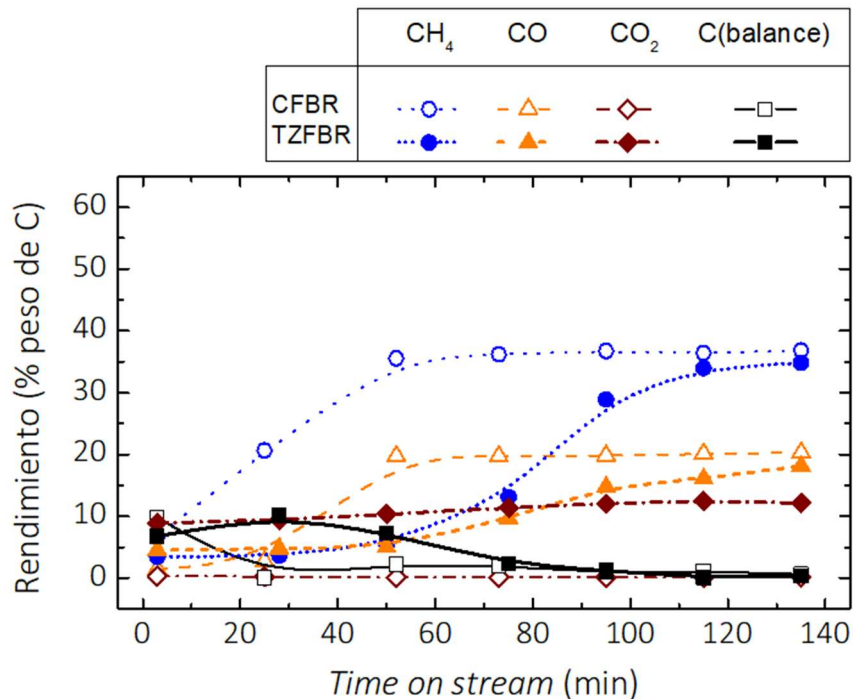 CH₄ CO CO₂ C(balance)
CFBR
TZFBR
Rendimiento (% peso de C)
60
50
40
30
20
10
0
0 20 40 60 80 100 120 140
Time on stream (min)